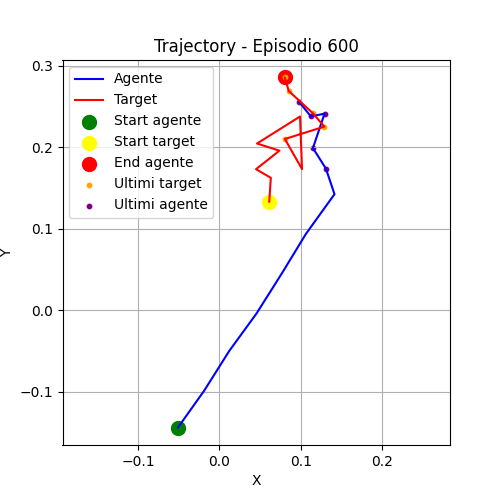 Trajectory - Episodio 600
Agente
Target
Start agente
Start target
End agente
Ultimi target
Ultimi agente
0.3
0.2
0.1
0.0
−0.1
Y
−0.1
0.0
0.1
0.2
X